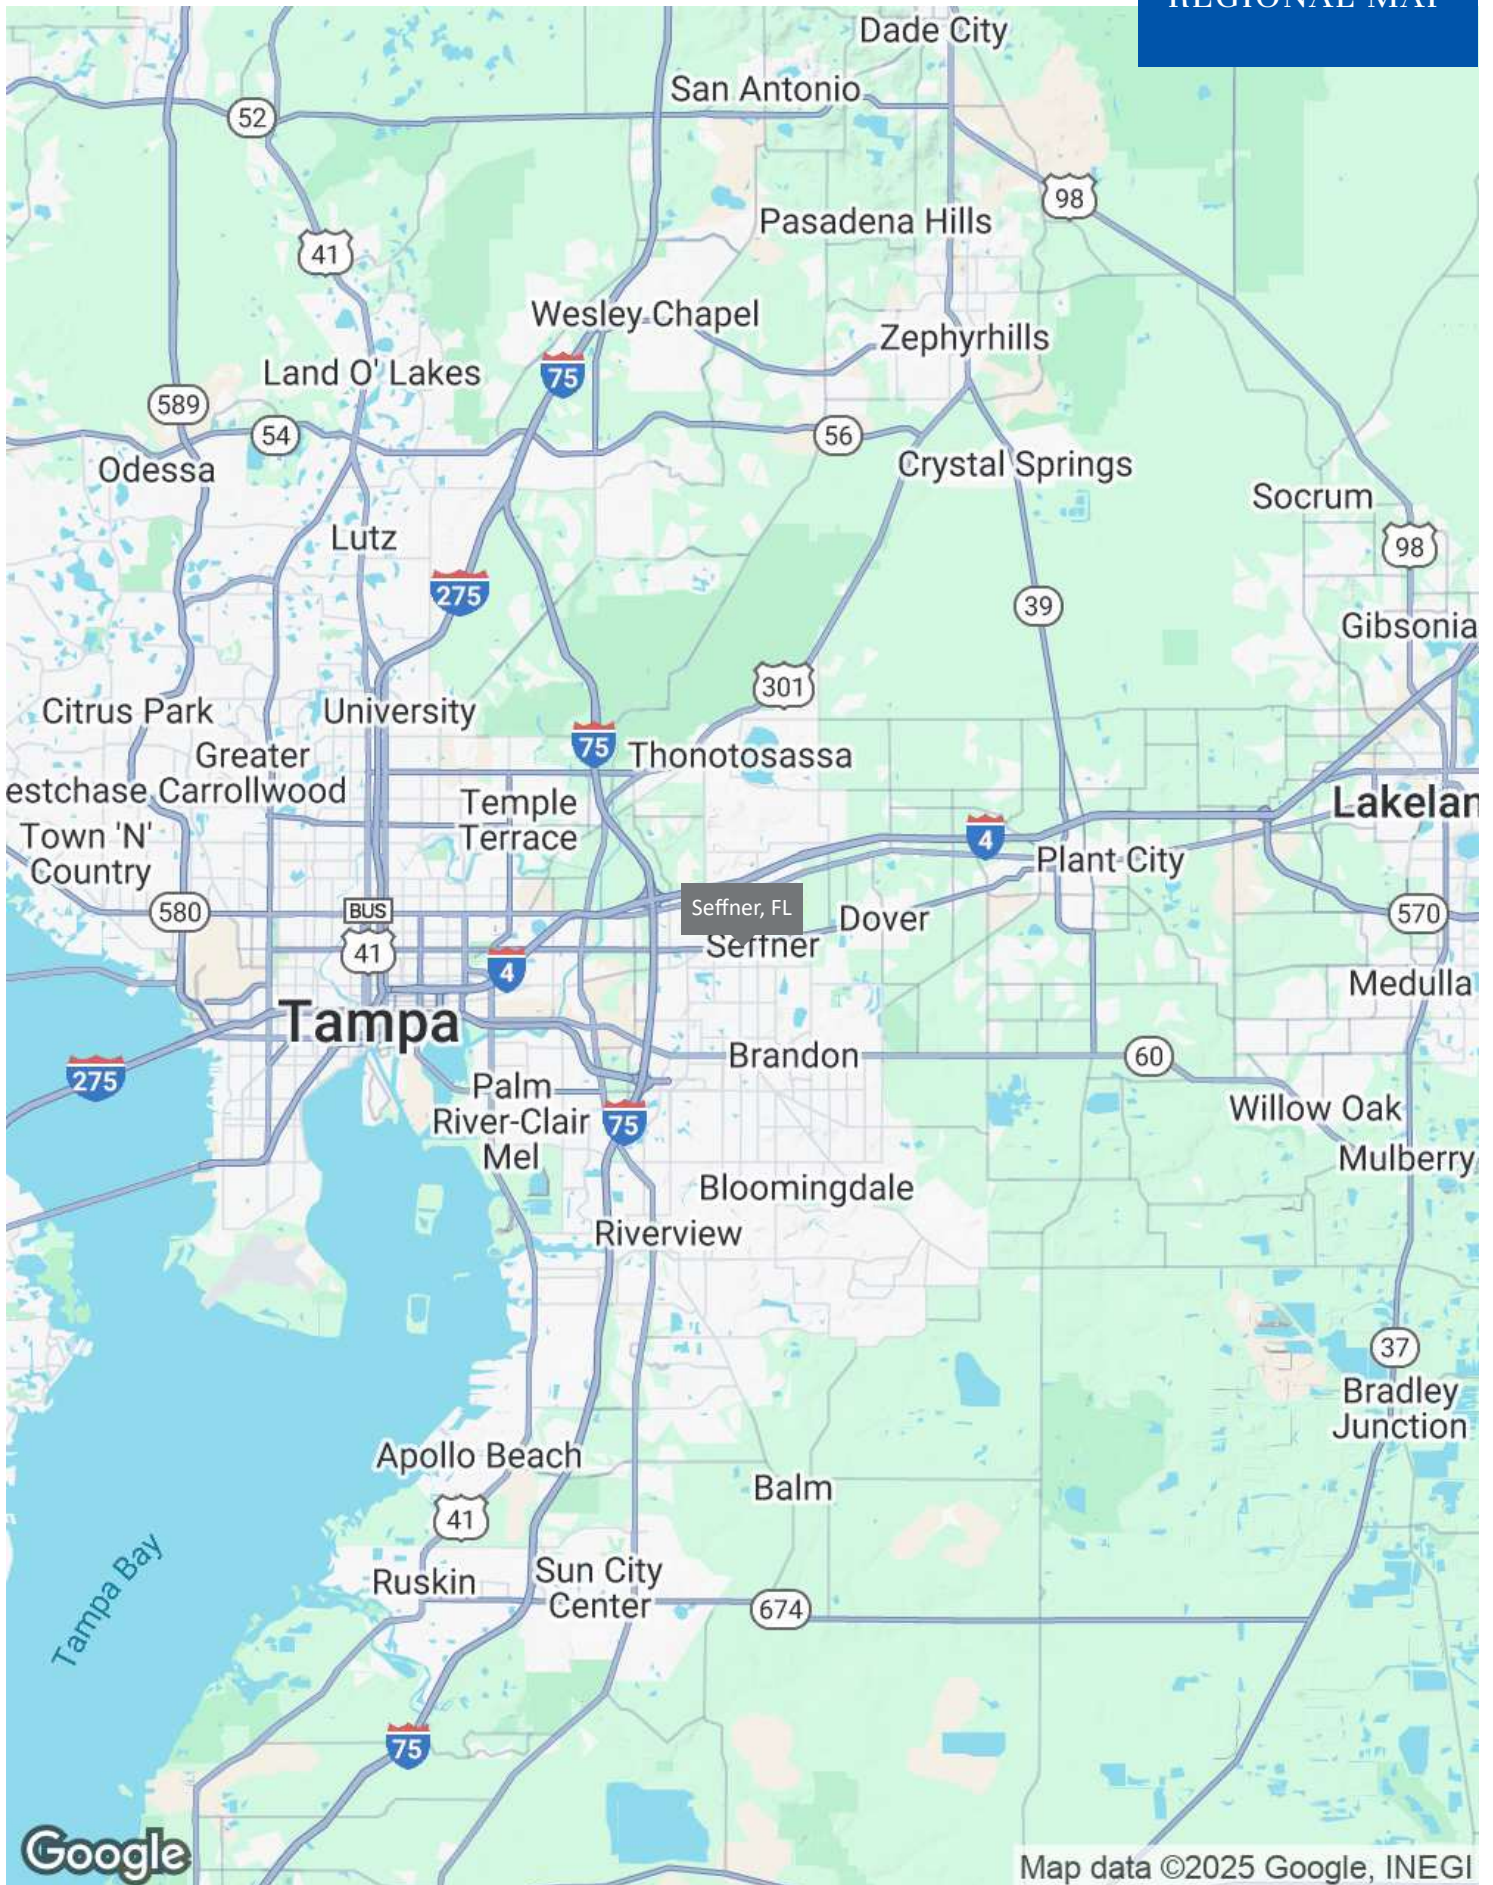 REGIONAL MAP
Dade City
San Antonio
52
98
Pasadena Hills
41
Wesley Chapel
Zephyrhills
Land O' Lakes
75
589
54
56
Odessa
Crystal Springs
Socrum
Lutz
98
275
39
Gibsonia
301
Citrus Park
University
75
Thonotosassa
Greater
Carrollwood
estchase
Temple
Terrace
Lakelan
Town 'N'
Country
4
Plant City
580
BUS
41
Seffner, FL
Dover
570
Seffner
4
Medulla
Tampa
Brandon
60
275
Palm
River-Clair
Mel
75
Willow Oak
Mulberry
Bloomingdale
Riverview
37
Bradley
Junction
Apollo Beach
Balm
41
Tampa Bay
Ruskin
Sun City
Center
674
75
Google
Map data ©2025 Google, INEGI